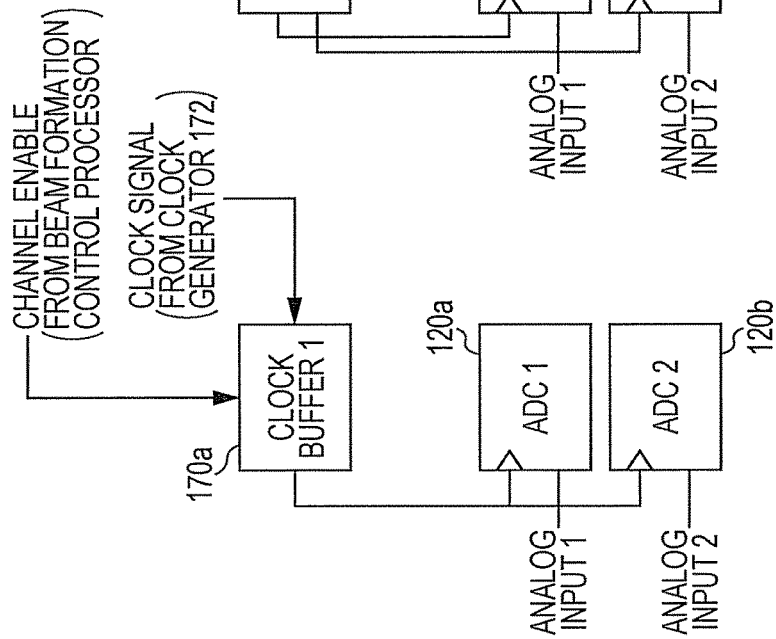 CHANNEL ENABLE
(FROM BEAM FORMATION
CONTROL PROCESSOR)
CLOCK SIGNAL
(FROM CLOCK
GENERATOR 172)
170a
CLOCK
BUFFER 1
120a
ADC 1
ADC 2
120b
ANALOG
INPUT 1
ANALOG
INPUT 2
ANALOG
INPUT 1
ANALOG
INPUT 2